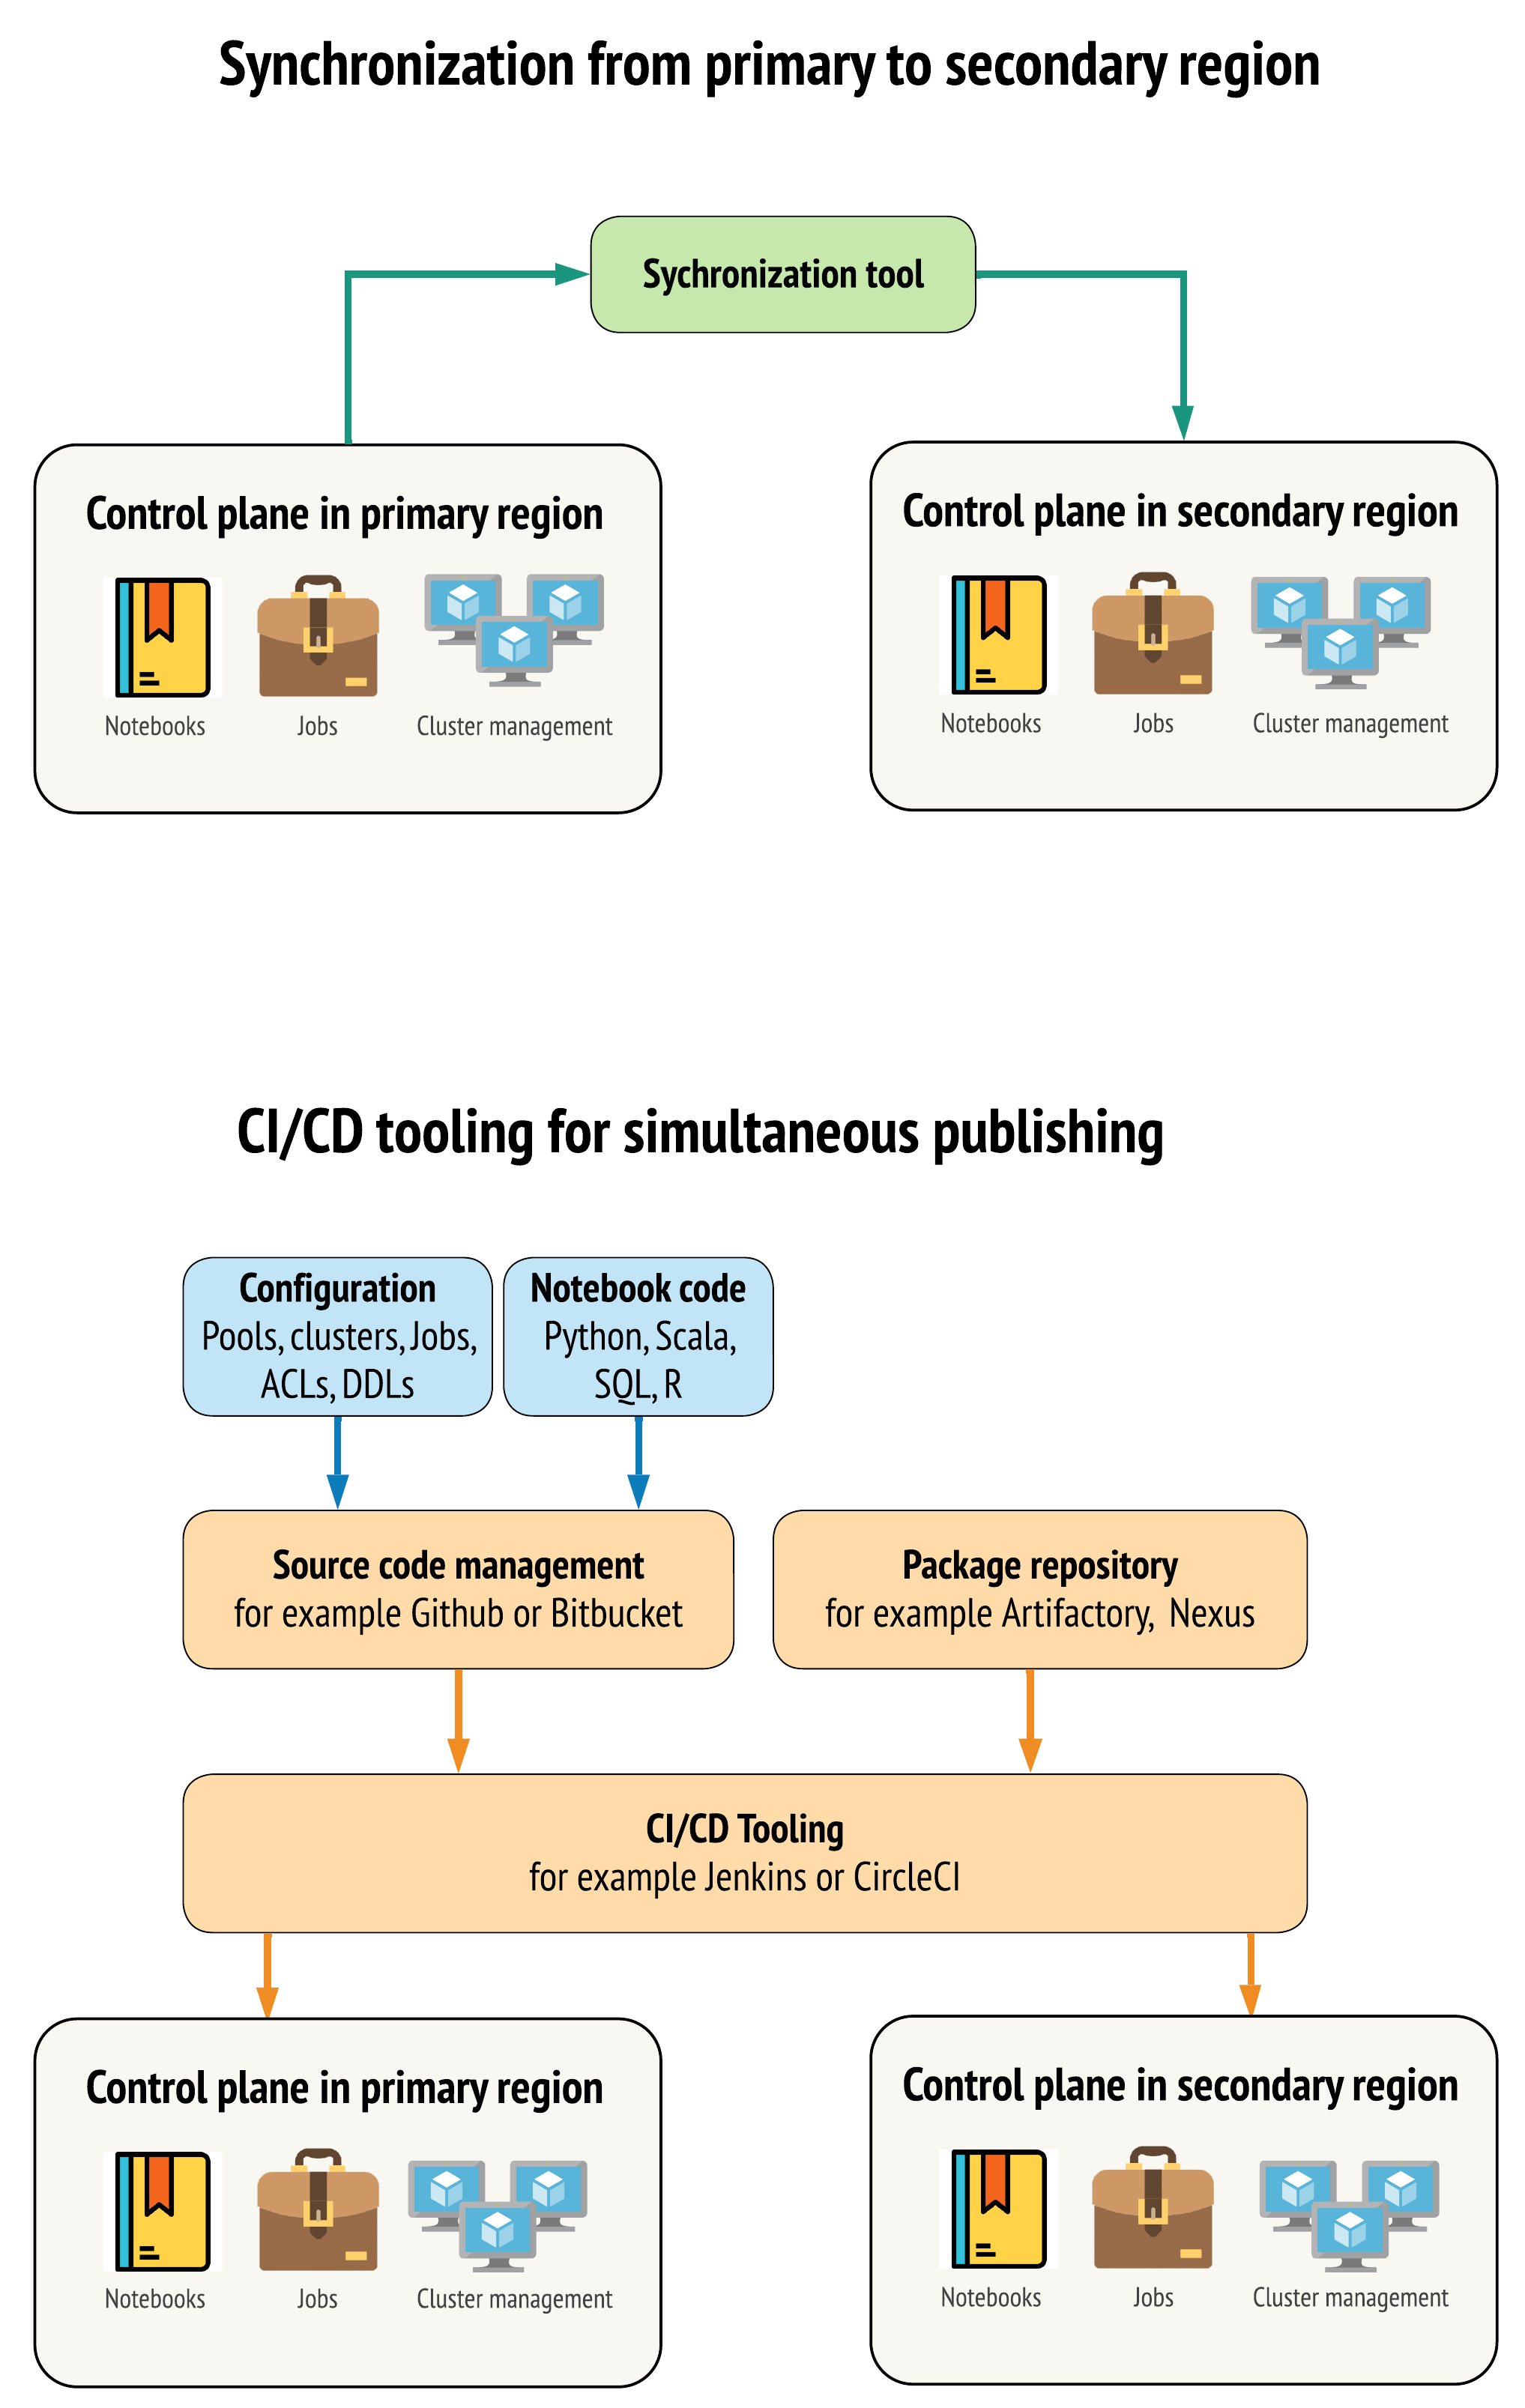 Synchronization from primary to secondary region
Sychronization tool
Control plane in primary region
Notebooks
Jobs
Cluster management
Control plane in secondary region
Notebooks
Jobs
Cluster management
CI/CD tooling for simultaneous publishing
Configuration
Pools, clusters, Jobs,
ACLs, DDLs
Notebook code
Python, Scala,
SQL, R
Source code management
for example Github or Bitbucket
Package repository
for example Artifactory, Nexus
CI/CD Tooling
for example Jenkins or CircleCI
Control plane in primary region
Notebooks
Jobs
Cluster management
Control plane in secondary region
Notebooks
Jobs
Cluster management